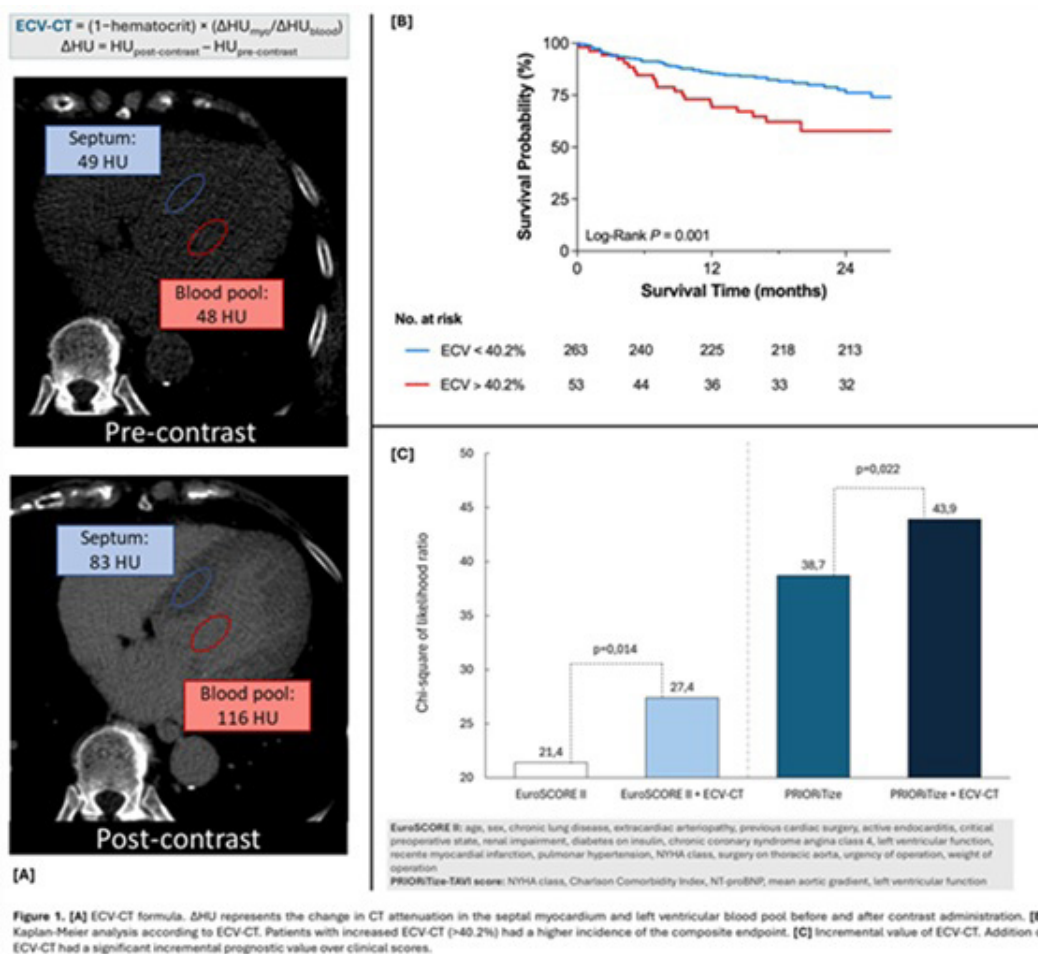 ECV-CT = (1−hematocrit) × (ΔHUmyo/ΔHUblood)
ΔHU = HUpost-contrast − HUpre-contrast
Septum:
49 HU
Blood pool:
48 HU
Pre-contrast
Septum:
83 HU
Blood pool:
116 HU
Post-contrast
[A]
[B]
Survival Probability (%)
100
75
50
25
0
Log-Rank P = 0.001
0 12 24
Survival Time (months)
No. at risk
ECV < 40.2% 263 240 225 218 213
ECV > 40.2% 53 44 36 33 32
[C]
Chi-square of likelihood ratio
50
45
40
35
30
25
20
p=0,014
p=0,022
21,4
27,4
38,7
43,9
EuroSCORE II EuroSCORE II + ECV-CT PRIORiTize PRIORiTize + ECV-CT
EuroSCORE II: age, sex, chronic lung disease, extracardiac arteriopathy, previous cardiac surgery, active endocarditis, critical
preoperative state, renal impairment, diabetes on insulin, chronic coronary syndrome angina class 4, left ventricular function,
recente myocardial infarction, pulmonary hypertension, NYHA class, surgery on thoracic aorta, urgency of operation, weight of
operation
PRIORiTize-TAVI score: NYHA class, Charlson Comorbidity Index, NT-proBNP, mean aortic gradient, left ventricular function
Figure 1. [A] ECV-CT formula. ΔHU represents the change in CT attenuation in the septal myocardium and left ventricular blood pool before and after contrast administration.
Kaplan-Meier analysis according to ECV-CT. Patients with increased ECV-CT (>40.2%) had a higher incidence of the composite endpoint. [C] Incremental value of ECV-CT. Addition
ECV-CT had a significant incremental prognostic value over clinical scores.